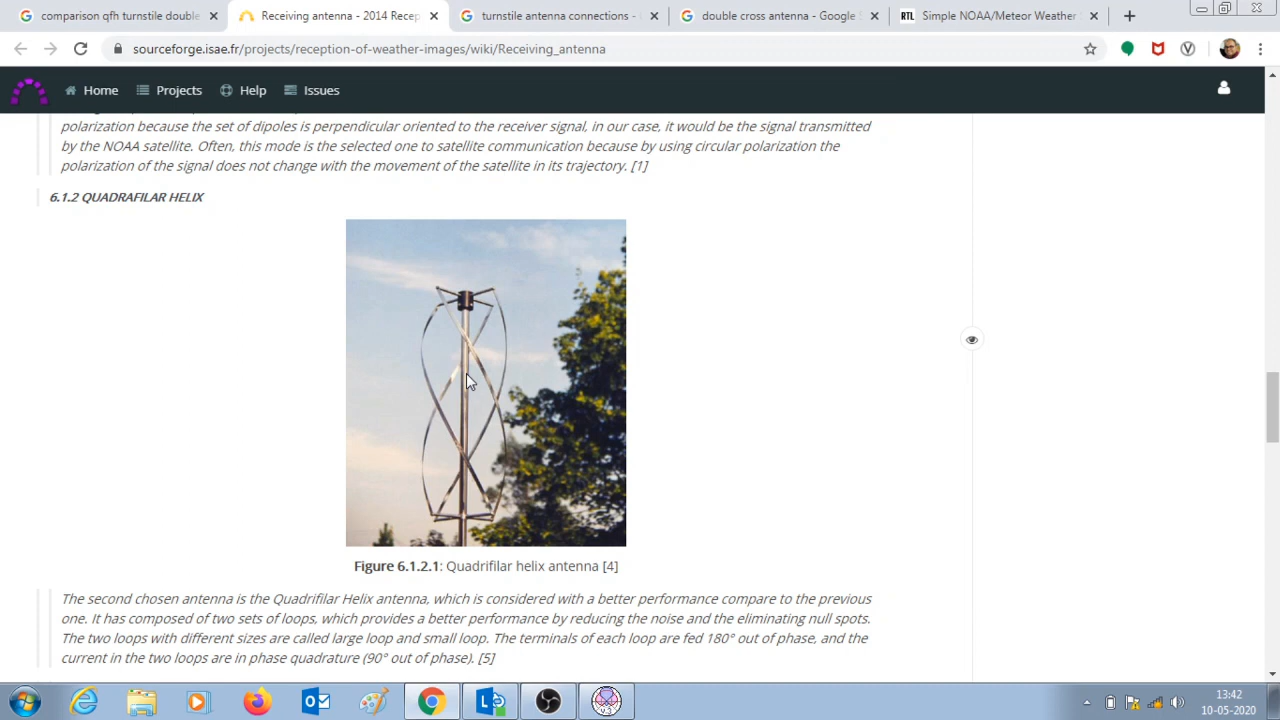 comparison qfh turnstile double
Receiving antenna - 2014 Recep
turnstile antenna connections -
double cross antenna - Google
RTL
Simple NOAA/Meteor Weather
sourceforge.isae.fr/projects/reception-of-weather-images/wiki/Receiving_antenna
Home
Projects
Help
Issues
polarization because the set of dipoles is perpendicular oriented to the receiver signal, in our case, it would be the signal transmitted
by the NOAA satellite. Often, this mode is the selected one to satellite communication because by using circular polarization the
polarization of the signal does not change with the movement of the satellite in its trajectory. [1]
6.1.2 QUADRAFILAR HELIX
Figure 6.1.2.1: Quadrifilar helix antenna [4]
The second chosen antenna is the Quadrifilar Helix antenna, which is considered with a better performance compare to the previous
one. It has composed of two sets of loops, which provides a better performance by reducing the noise and the eliminating null spots.
The two loops with different sizes are called large loop and small loop. The terminals of each loop are fed 180° out of phase, and the
current in the two loops are in phase quadrature (90° out of phase). [5]
13:42
10-05-2020